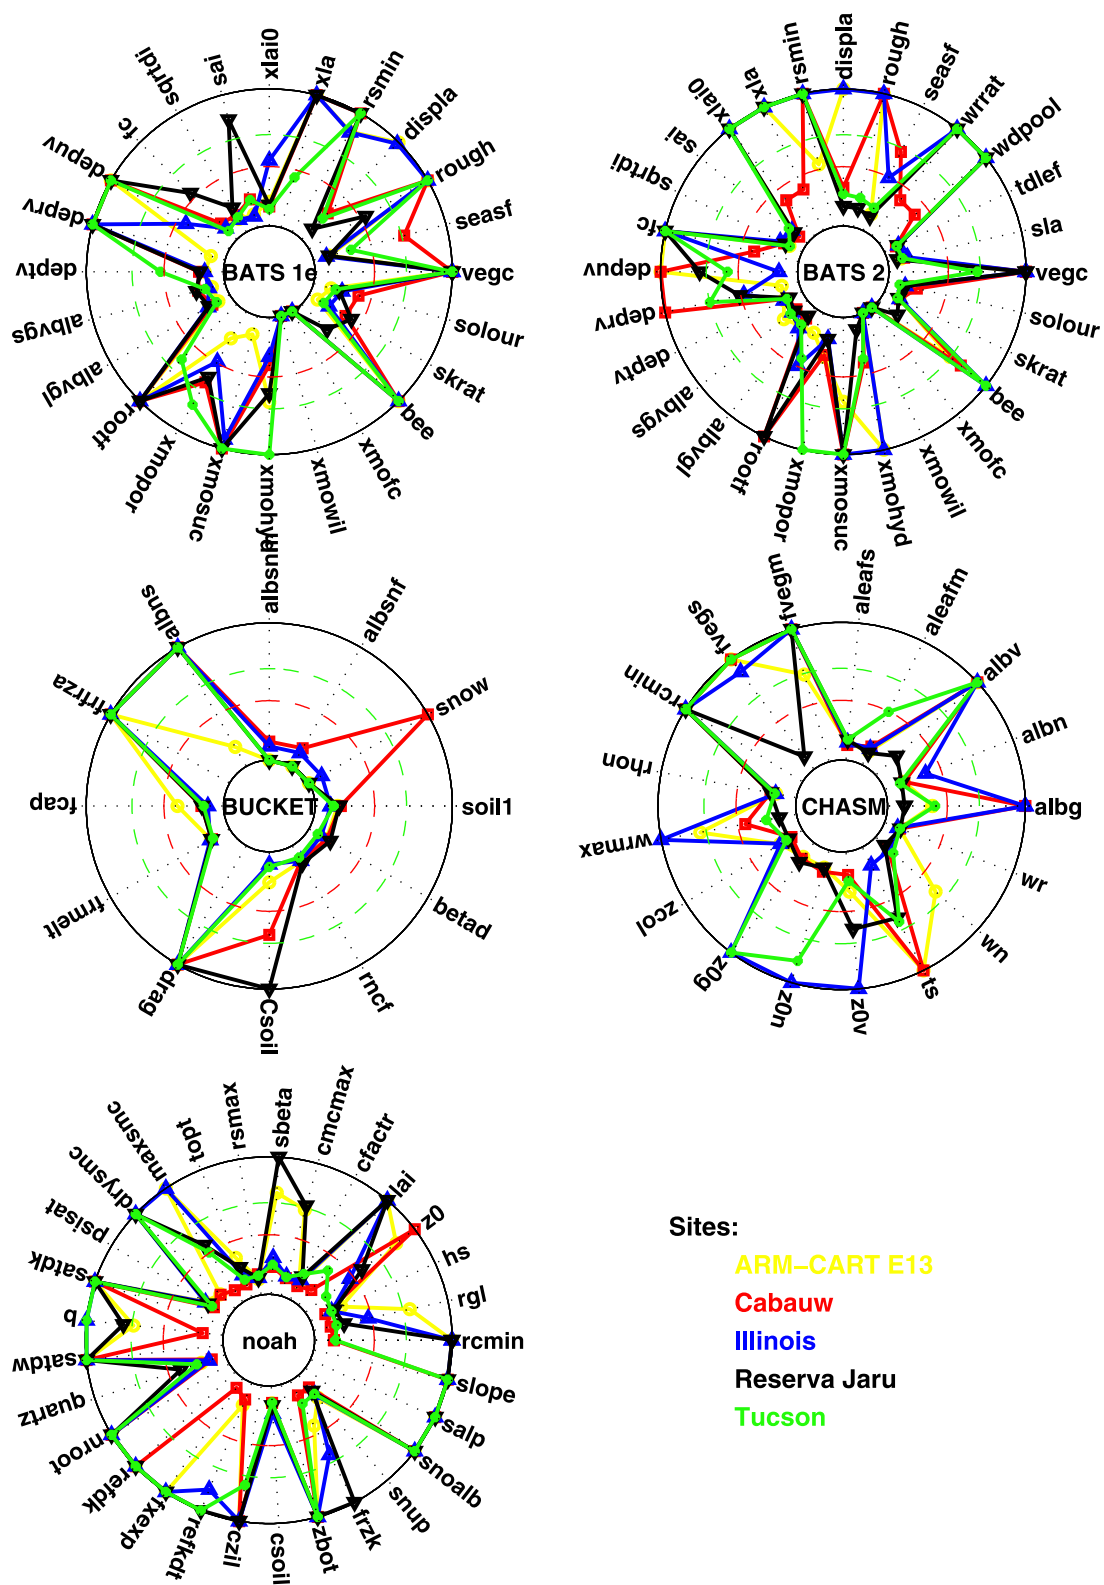 BATS 1e
vegc
seasf
rough
displa
rsmin
xla
xlai0
sai
sqrtdi
fc
depuv
deprv
deptv
albvgs
albvgl
rootf
xmopor
xmosuc
xmohyd
xmowil
xmofc
bee
skrat
solour
BATS 2
vegc
sla
tdlef
wdpool
wrrat
seasf
rough
displa
rsmin
xla
xlai0
sai
sqrtdi
fc
depuv
deprv
deptv
albvgs
albvgl
rootf
xmopor
xmosuc
xmohyd
xmowil
xmofc
bee
skrat
solour
BUCKET
soil1
snow
albsnf
albns
frfrza
fcap
frmelt
drag
Csoil
rncf
betad
CHASM
albg
albn
albv
aleafm
aleafs
fvegm
fvegs
rcmin
rhon
wrmax
zcol
z0g
z0n
z0v
ts
wn
wr
noah
rcmin
rgl
hs
z0
lai
cfactr
cmcmax
sbeta
rsmax
topt
maxsmc
drysmc
psisat
satdk
b
satdw
quartz
nroot
refdk
fxexp
refkdt
czil
csoil
zbot
frzk
snup
snoalb
salp
slope
Sites:
ARM−CART E13
Cabauw
Illinois
Reserva Jaru
Tucson